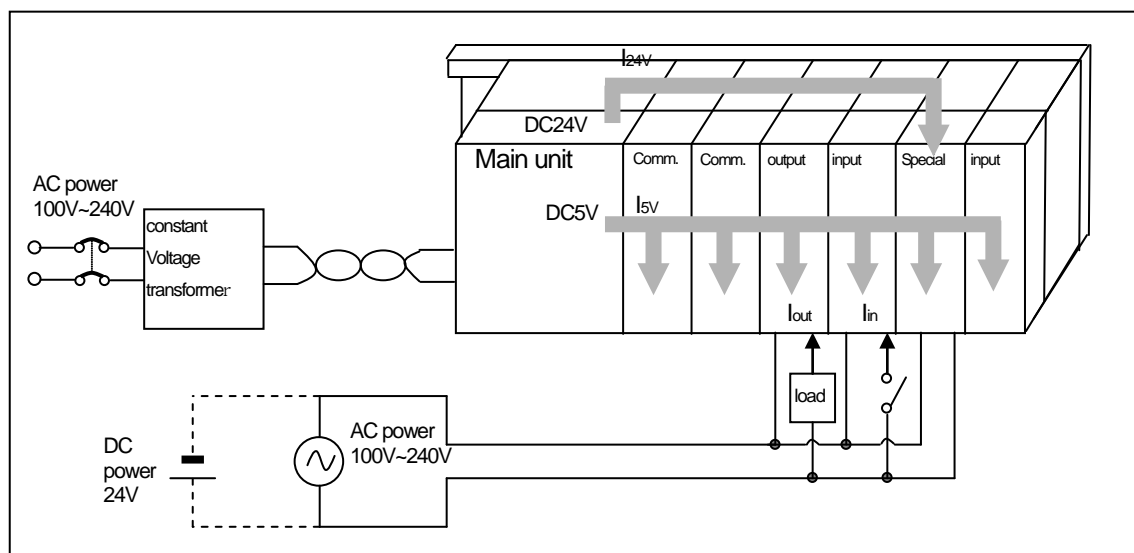 I24V
DC24V
Main unit
Comm.
Comm.
output
input
Special
input
AC power
100V~240V
constant
Voltage
transformer
DC5V
I5V
Iout
Iin
load
AC power
100V~240V
DC
power
24V